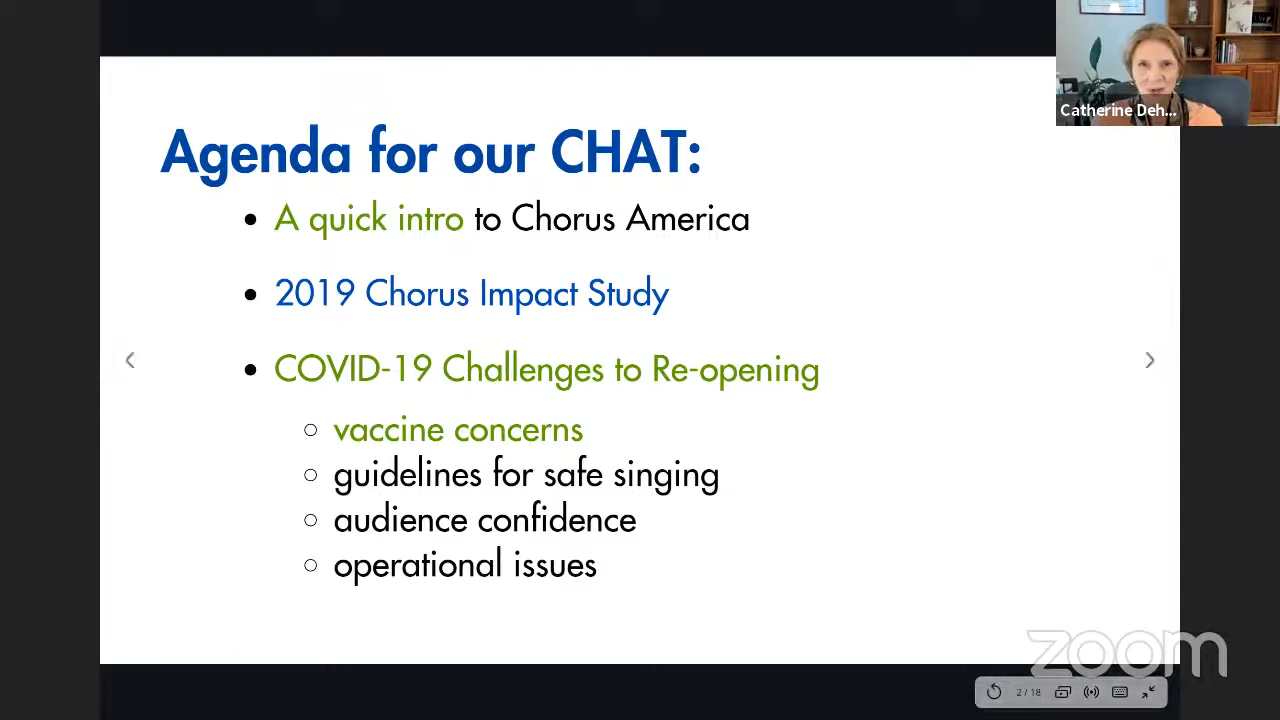 Agenda for our CHAT:
A quick intro to Chorus America
2019 Chorus Impact Study
COVID-19 Challenges to Re-opening
vaccine concerns
guidelines for safe singing
audience confidence
operational issues
Catherine Deh...
zoom
2 / 18